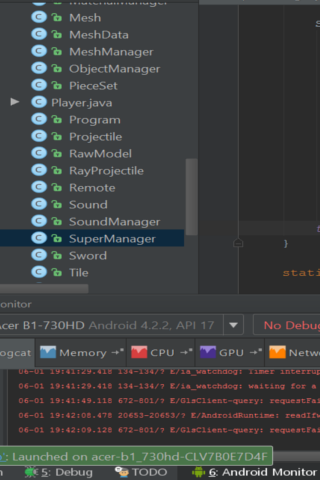 MaterialManager
Mesh
MeshData
MeshManager
ObjectManager
PieceSet
Player.java
Program
Projectile
RawModel
RayProjectile
Remote
Sound
SoundManager
SuperManager
Sword
Tile
}
stati
onitor
Acer B1-730HD Android 4.2.2, API 17 No Debug
ogcat Memory →* CPU →* GPU →* Netw
06-01 19:41:29.418 134-134/? E/ia_watchdog: Timer interrup
06-01 19:41:29.418 134-134/? E/ia_watchdog: waiting for a
06-01 19:41:49.118 672-801/? E/GlsClient-query: requestFai
06-01 19:42:08.478 20653-20653/? E/AndroidRuntime: readIfw
06-01 19:42:09.128 672-801/? E/GlsClient-query: requestFai
: Launched on acer-b1_730hd-CLV7B0E7D4F
n 5: Debug TODO 6: Android Monitor